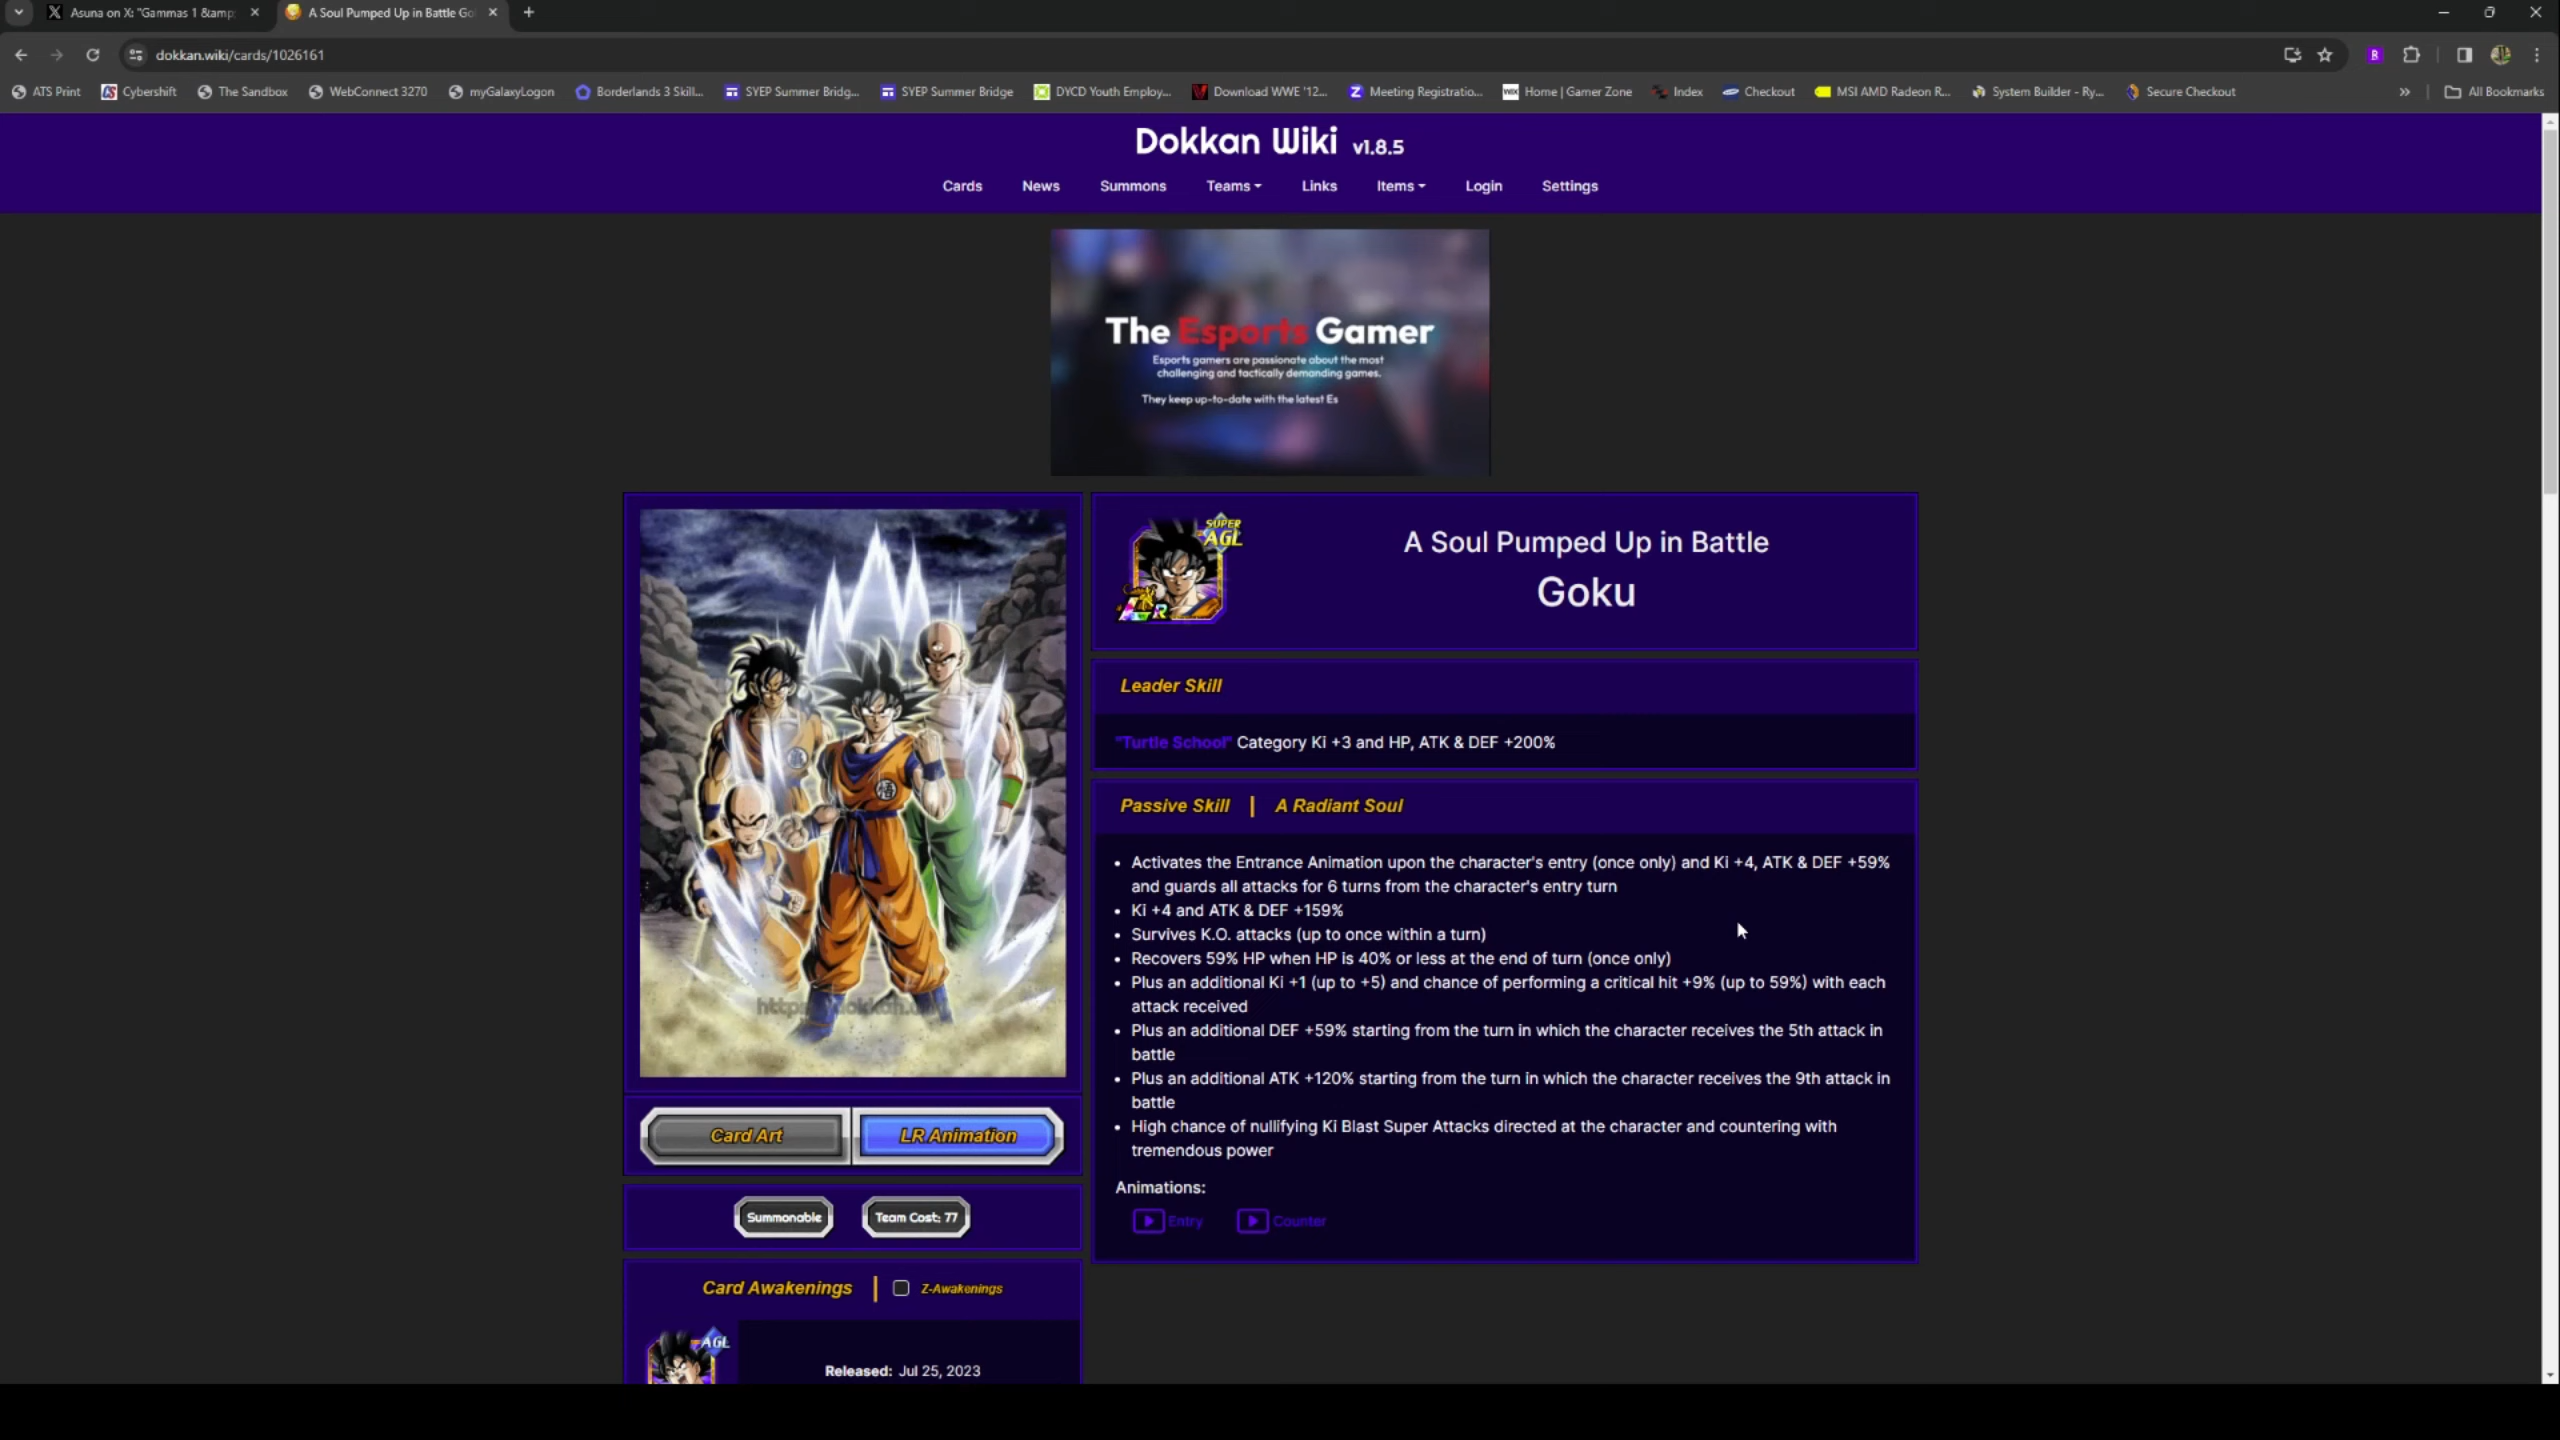 Asuna on X: "Gammas 1 &amp
A Soul Pumped Up in Battle Go
dokkan.wiki/cards/1026161
ATS Print
Cybershift
The Sandbox
WebConnect 3270
myGalaxyLogon
Borderlands 3 Skill...
SYEP Summer Bridg...
SYEP Summer Bridge
DYCD Youth Employ...
Download WWE '12...
Meeting Registratio...
Home | Gamer Zone
Index
Checkout
MSI AMD Radeon R...
System Builder - Ry...
Secure Checkout
All Bookmarks
Dokkan Wiki v1.8.5
Cards
News
Summons
Teams
Links
Items
Login
Settings
The Esports Gamer
Esports gamers are passionate about the most
challenging and tactically demanding games.
They keep up-to-date with the latest Es
SUPER
AGL
LR
A Soul Pumped Up in Battle
Goku
Leader Skill
"Turtle School" Category Ki +3 and HP, ATK & DEF +200%
Passive Skill | A Radiant Soul
• Activates the Entrance Animation upon the character's entry (once only) and Ki +4, ATK & DEF +59%
and guards all attacks for 6 turns from the character's entry turn
• Ki +4 and ATK & DEF +159%
• Survives K.O. attacks (up to once within a turn)
• Recovers 59% HP when HP is 40% or less at the end of turn (once only)
• Plus an additional Ki +1 (up to +5) and chance of performing a critical hit +9% (up to 59%) with each
attack received
• Plus an additional DEF +59% starting from the turn in which the character receives the 5th attack in
battle
• Plus an additional ATK +120% starting from the turn in which the character receives the 9th attack in
battle
• High chance of nullifying Ki Blast Super Attacks directed at the character and countering with
tremendous power
Animations:
Entry
Counter
Card Art
LR Animation
Summonable
Team Cost: 77
Card Awakenings | Z-Awakenings
AGL
Released: Jul 25, 2023